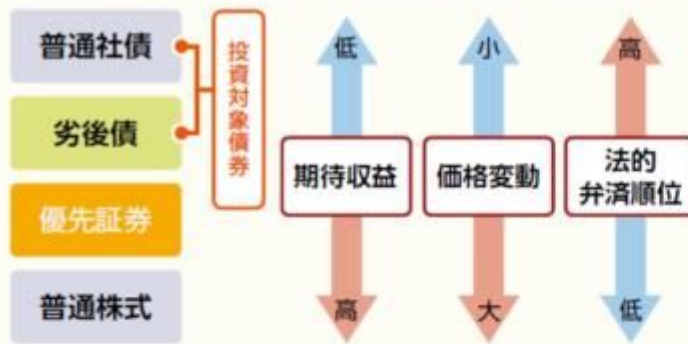 普通社債
劣後債
優先証券
普通株式
投資対象債券
低
期待収益
高
小
価格変動
大
高
法的
弁済順位
低